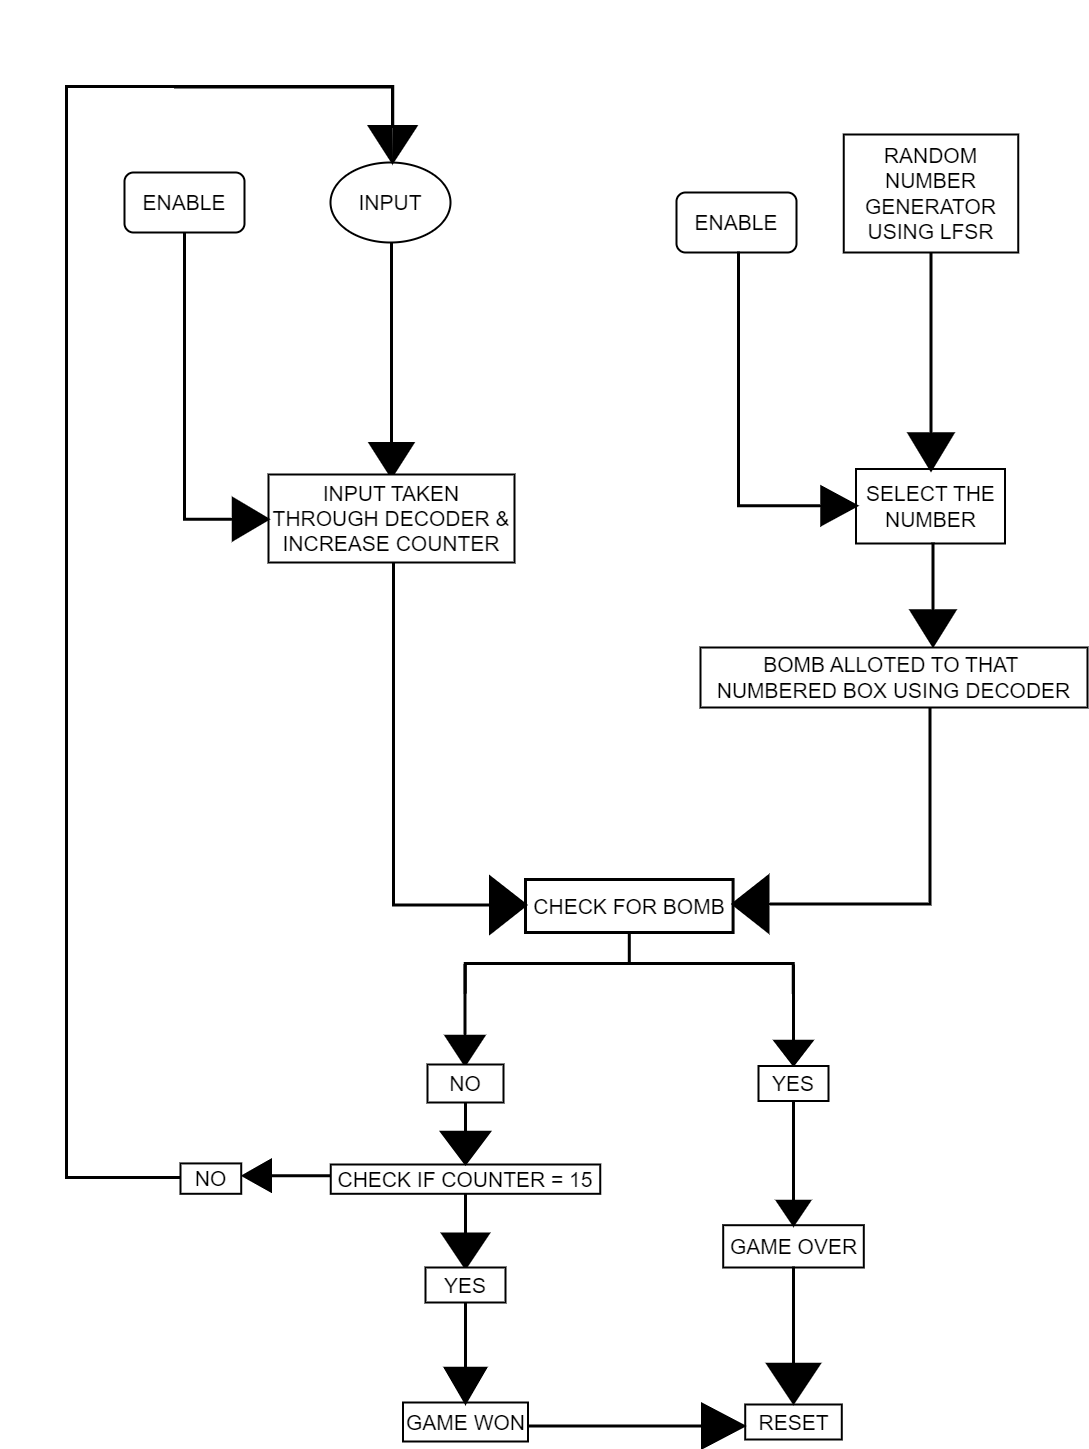 ENABLE
INPUT
ENABLE
RANDOM
NUMBER
GENERATOR
USING LFSR
INPUT TAKEN
THROUGH DECODER &
INCREASE COUNTER
SELECT THE
NUMBER
BOMB ALLOTED TO THAT
NUMBERED BOX USING DECODER
CHECK FOR BOMB
NO
YES
NO
CHECK IF COUNTER = 15
GAME OVER
YES
GAME WON
RESET